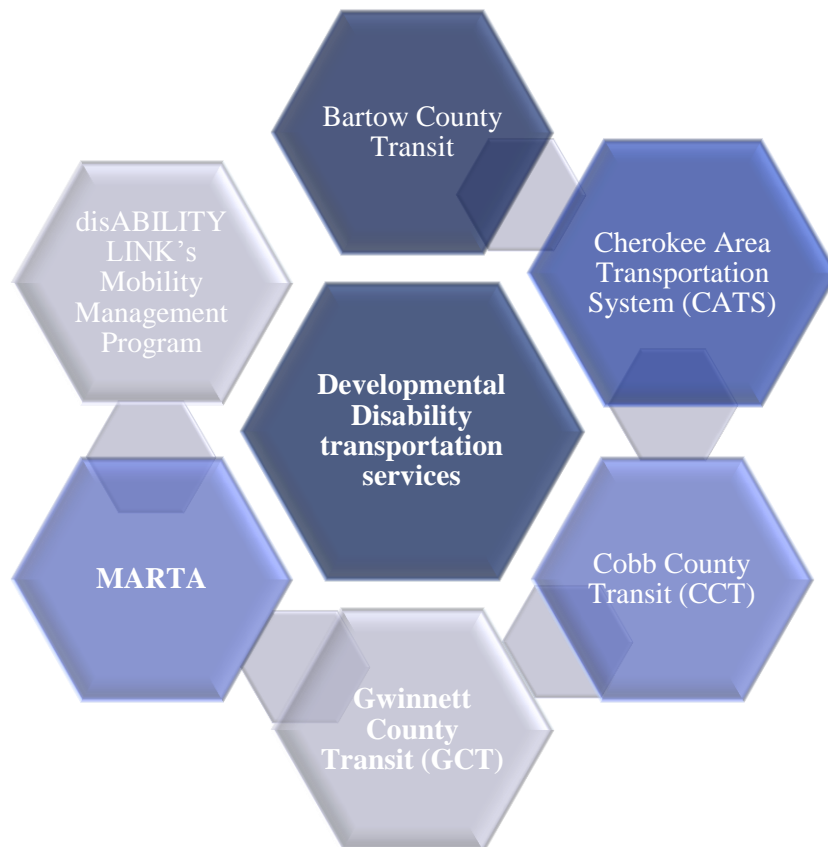 Bartow County
Transit
Cherokee Area
Transportation
System (CATS)
Cobb County
Transit (CCT)
Gwinnett
County
Transit (GCT)
MARTA
disABILITY
LINK’s
Mobility
Management
Program
Developmental
Disability
transportation
services